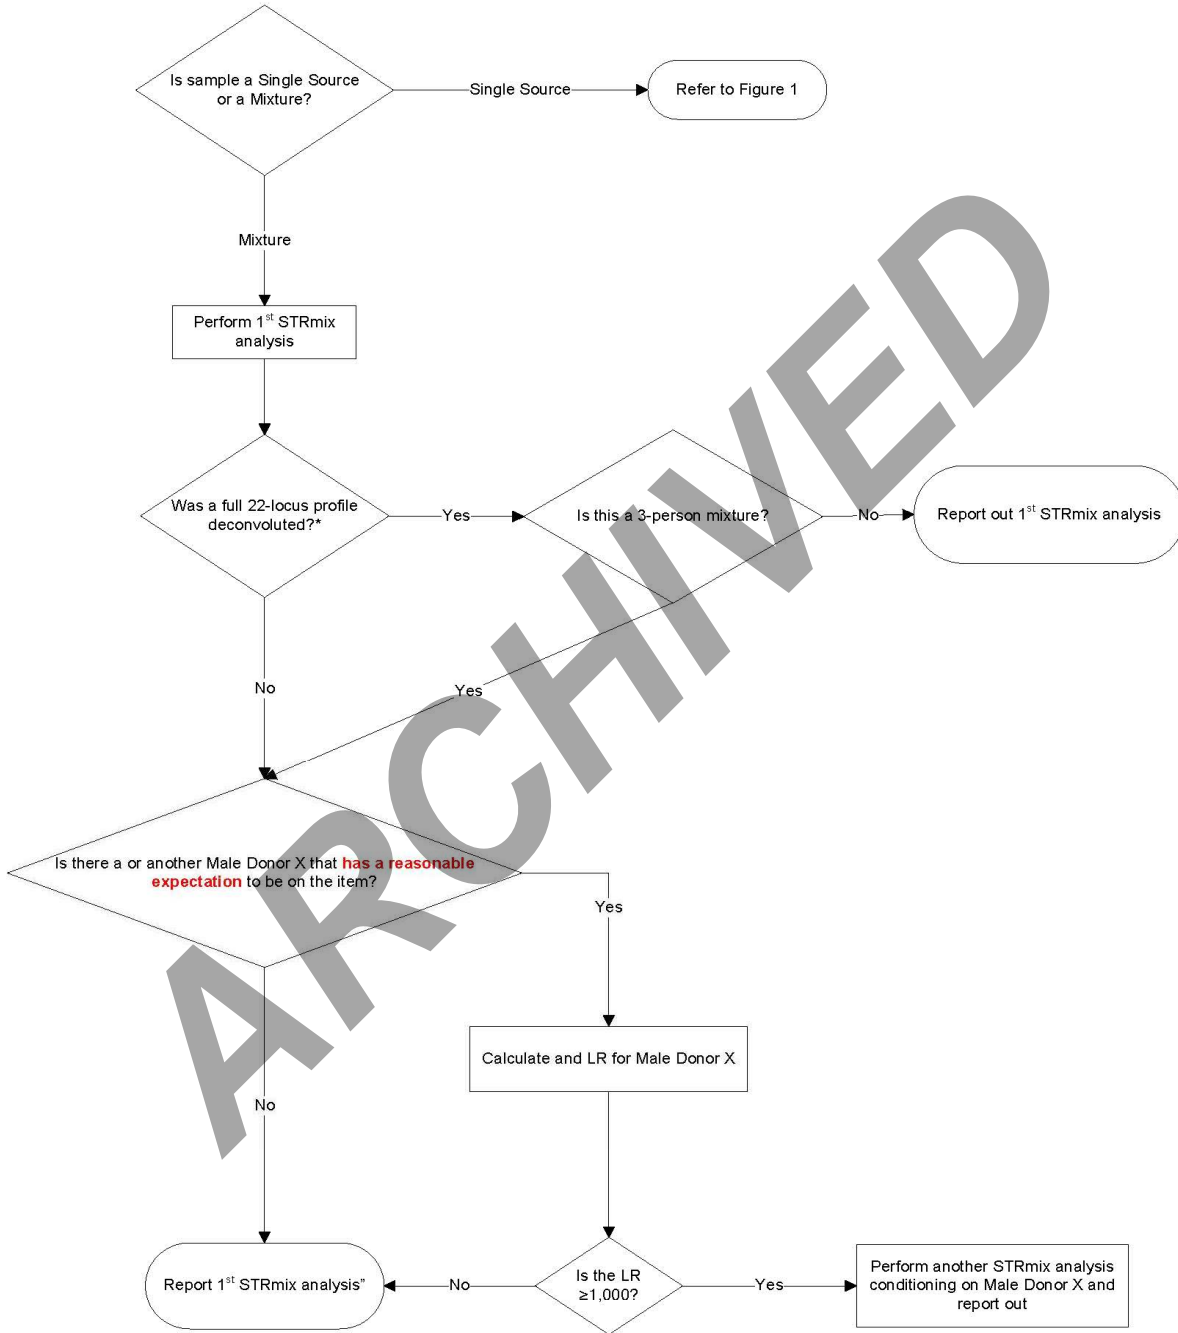 Is sample a Single Source
or a Mixture?
Single Source
Refer to Figure 1
Mixture
Perform 1st STRmix
analysis
Was a full 22-locus profile
deconvoluted?*
Yes
Is this a 3-person mixture?
No
Report out 1st STRmix analysis
No
Yes
Is there a or another Male Donor X that has a reasonable
expectation to be on the item?
Yes
Calculate and LR for Male Donor X
No
Report 1st STRmix analysis"
No
Is the LR
≥1,000?
Yes
Perform another STRmix analysis
conditioning on Male Donor X and
report out
ARCHIVED